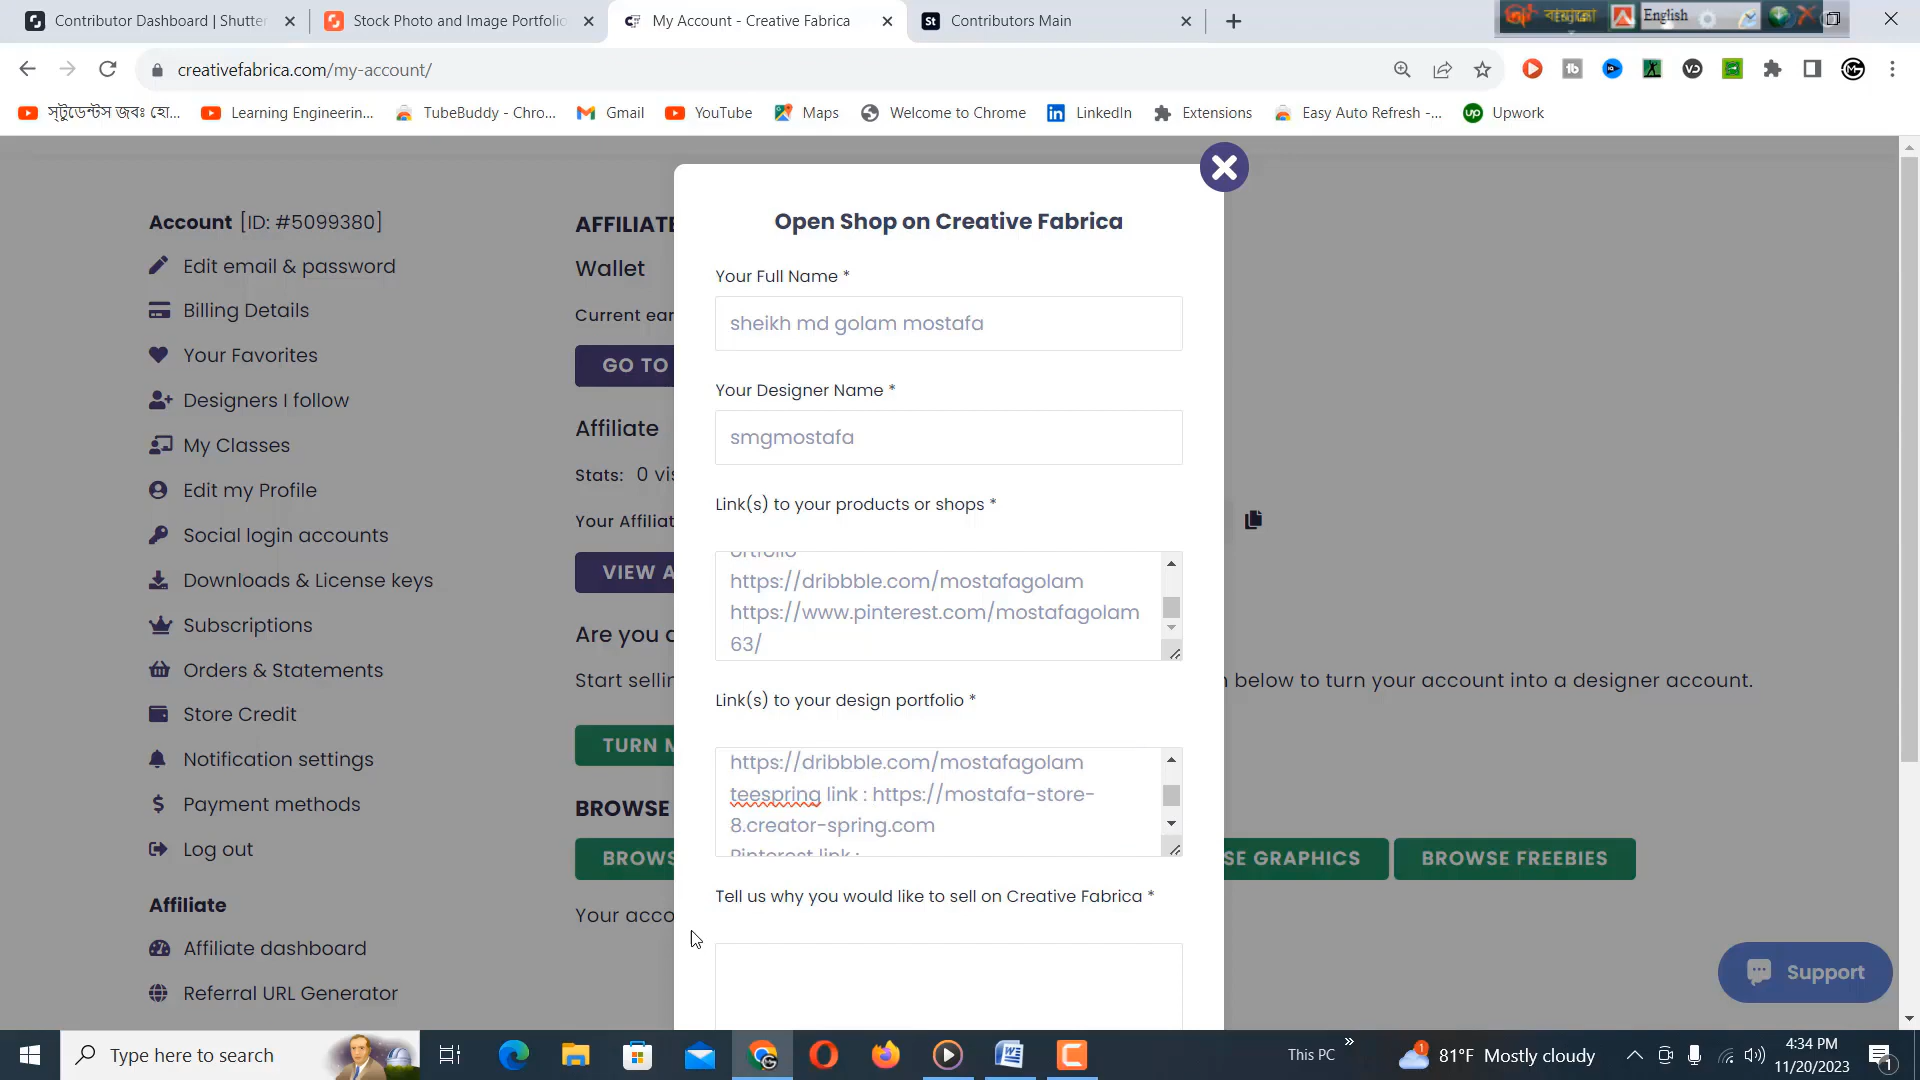 Contributor Dashboard | Shutter
Stock Photo and Image Portfolio
My Account - Creative Fabrica
Contributors Main
English
creativefabrica.com/my-account/
স্টুডেন্টস জবঃ হো...
Learning Engineerin...
TubeBuddy - Chro...
Gmail
YouTube
Maps
Welcome to Chrome
LinkedIn
Extensions
Easy Auto Refresh -...
Upwork
Account [ID: #5099380]
Edit email & password
Billing Details
Your Favorites
Designers I follow
My Classes
Edit my Profile
Social login accounts
Downloads & License keys
Subscriptions
Orders & Statements
Store Credit
Notification settings
Payment methods
Log out
Affiliate
Affiliate dashboard
Referral URL Generator
AFFILIATE
Wallet
Current ear
GO TO
Affiliate
Stats: 0 vis
Your Affiliat
VIEW A
Are you a
Start sellin
n below to turn your account into a designer account.
TURN M
BROWSE
BROWS
SE GRAPHICS
BROWSE FREEBIES
Your acco
Open Shop on Creative Fabrica
Your Full Name *
sheikh md golam mostafa
Your Designer Name *
smgmostafa
Link(s) to your products or shops *
ortfolio
https://dribbble.com/mostafagolam
https://www.pinterest.com/mostafagolam
63/
Link(s) to your design portfolio *
https://dribbble.com/mostafagolam
teespring link : https://mostafa-store-
8.creator-spring.com
Pinterest link :
Tell us why you would like to sell on Creative Fabrica *
Support
Type here to search
This PC
81°F Mostly cloudy
4:34 PM
11/20/2023